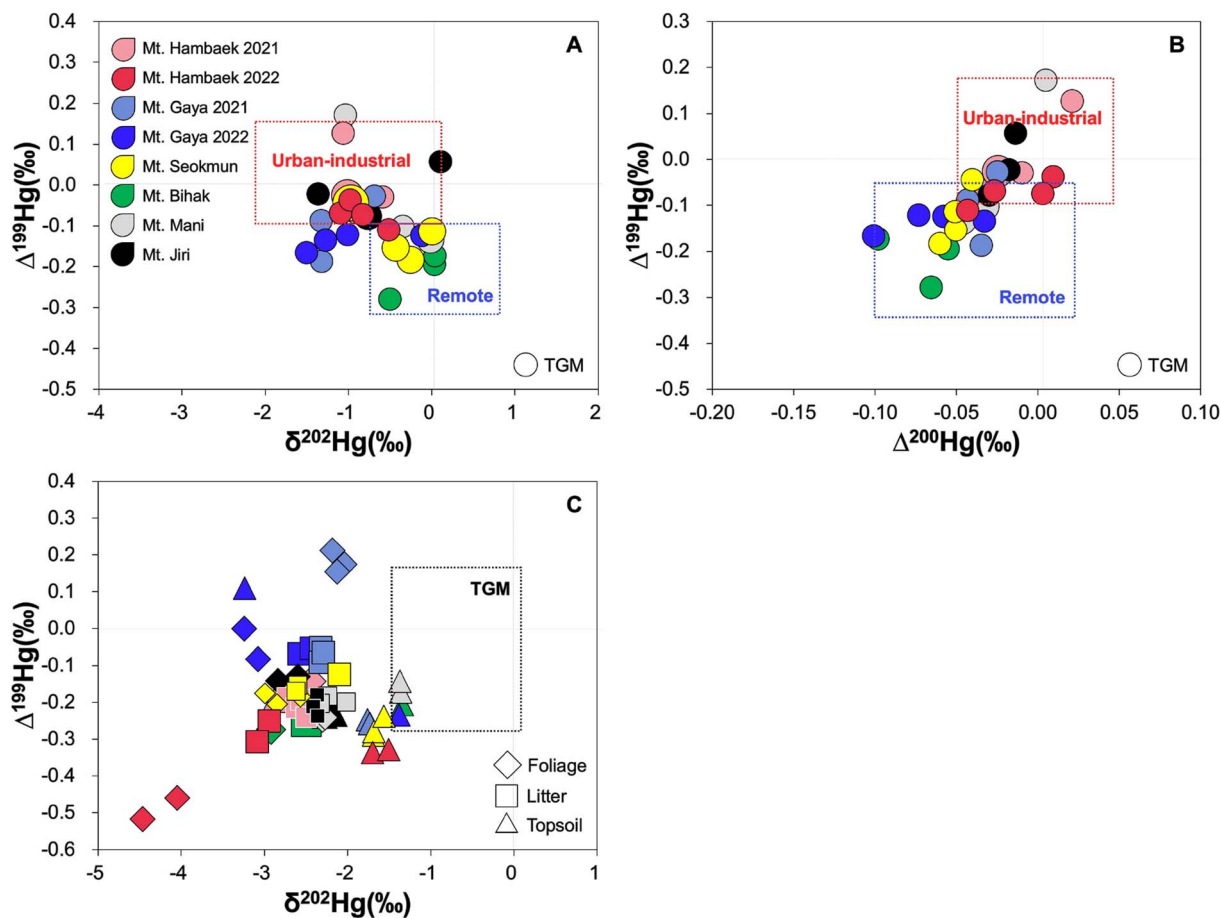 A
Mt. Hambaek 2021
Mt. Hambaek 2022
Mt. Gaya 2021
Mt. Gaya 2022
Mt. Seokmun
Mt. Bihak
Mt. Mani
Mt. Jiri
Urban-industrial
Remote
TGM
0.4
0.3
0.2
0.1
0.0
-0.1
-0.2
-0.3
-0.4
-0.5
Δ¹⁹⁹Hg(‰)
-4 -3 -2 -1 0 1 2
δ²⁰²Hg(‰)
B
Urban-industrial
Remote
TGM
0.3
0.2
0.1
0.0
-0.1
-0.2
-0.3
-0.4
-0.5
Δ¹⁹⁹Hg(‰)
-0.20 -0.15 -0.10 -0.05 0.00 0.05 0.10
Δ²⁰⁰Hg(‰)
C
TGM
Foliage
Litter
Topsoil
0.4
0.3
0.2
0.1
0.0
-0.1
-0.2
-0.3
-0.4
-0.5
-0.6
Δ¹⁹⁹Hg(‰)
-5 -4 -3 -2 -1 0 1
δ²⁰²Hg(‰)